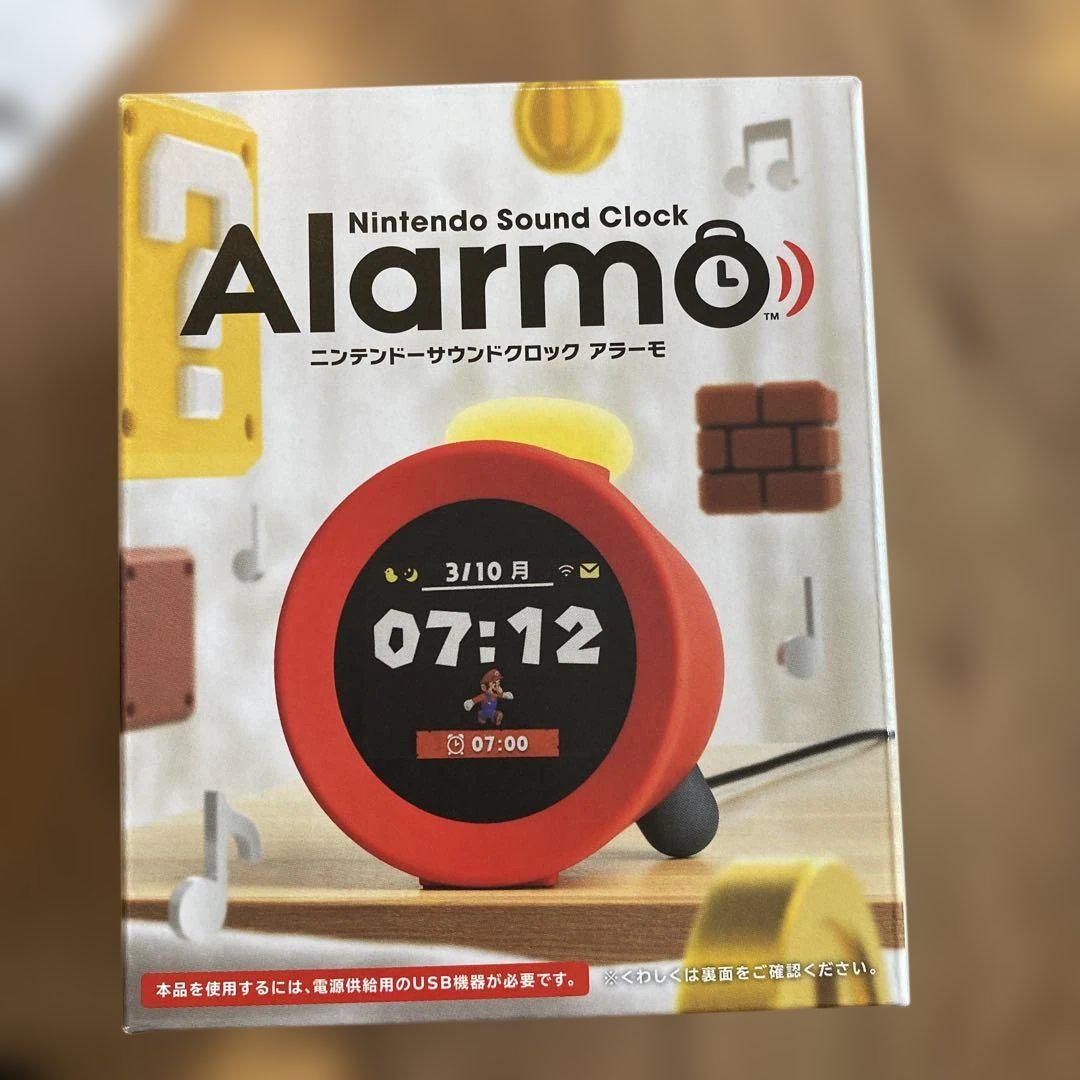 Nintendo Sound Clock
Alarmo
TM
ニンテンドーサウンドクロック アラーモ
3/10 月
07:12
07:00
本品を使用するには、電源供給用のUSB機器が必要です。
※くわしくは裏面をご確認ください。